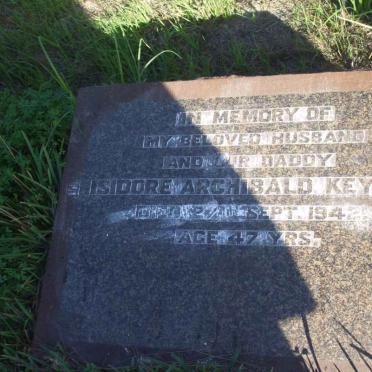 IN MEMORY OF
MY BELOVED HUSBAND
AND OUR DADDY
ISIDORE ARCHIBALD KEY
DIED SEPT. 1942
AGE 47 YRS.